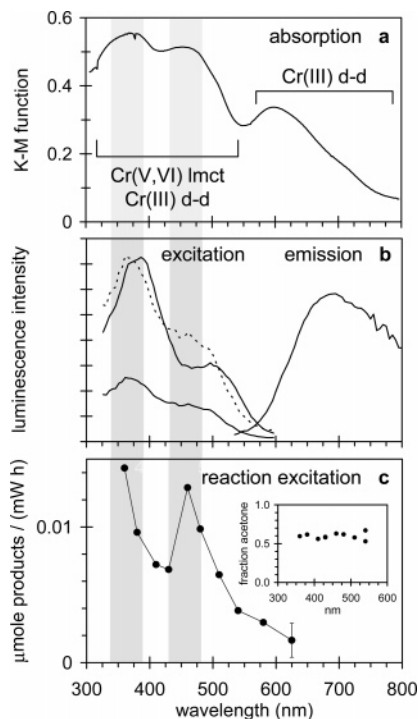 absorption a
0.6
0.4
0.2
0
K-M function
Cr(III) d-d
Cr(V,VI) lmct
Cr(III) d-d
excitation emission b
luminescence intensity
reaction excitation c
μmole products / (mW h)
0.01
0
fraction acetone
1.0
0.5
0.0
300 400 500 600
nm
300 400 500 600 700 800
wavelength (nm)